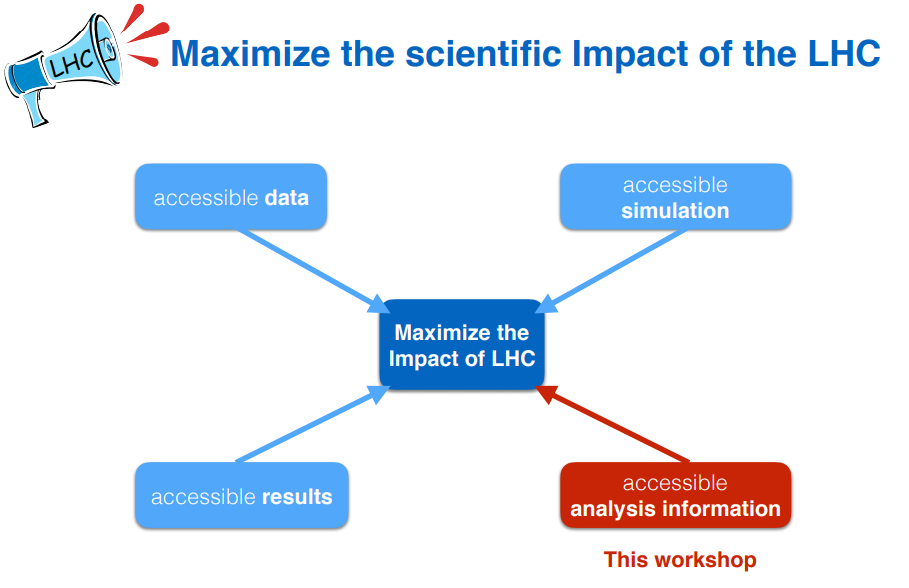 LHC
Maximize the scientific Impact of the LHC
accessible data
accessible
simulation
Maximize the
Impact of LHC
accessible results
accessible
analysis information
This workshop